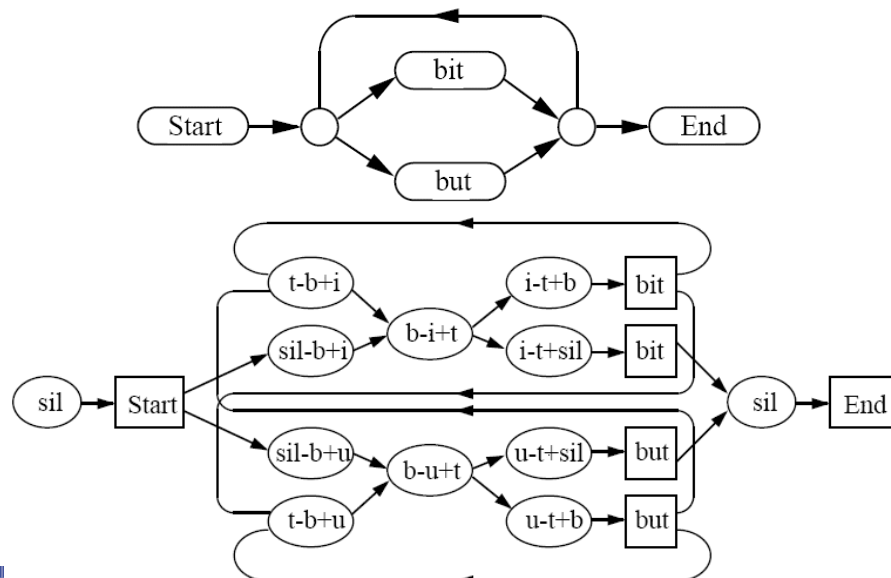 bit
Start
End
but
t-b+i
i-t+b
bit
b-i+t
sil-b+i
i-t+sil
bit
sil
Start
sil
End
sil-b+u
u-t+sil
but
b-u+t
t-b+u
u-t+b
but